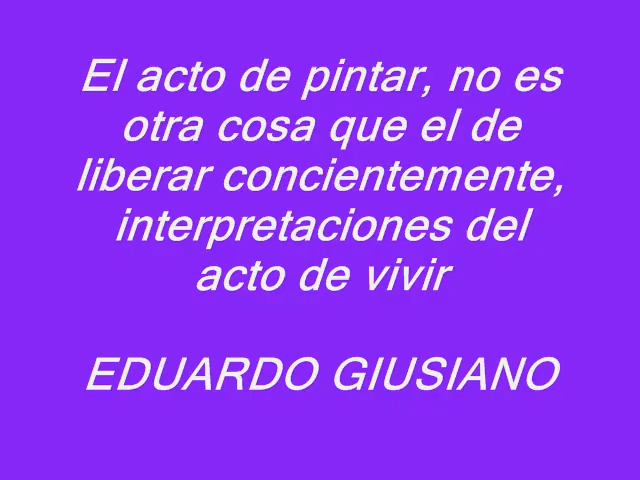 El acto de pintar, no es
otra cosa que el de
liberar concientemente,
interpretaciones del
acto de vivir
EDUARDO GIUSIANO